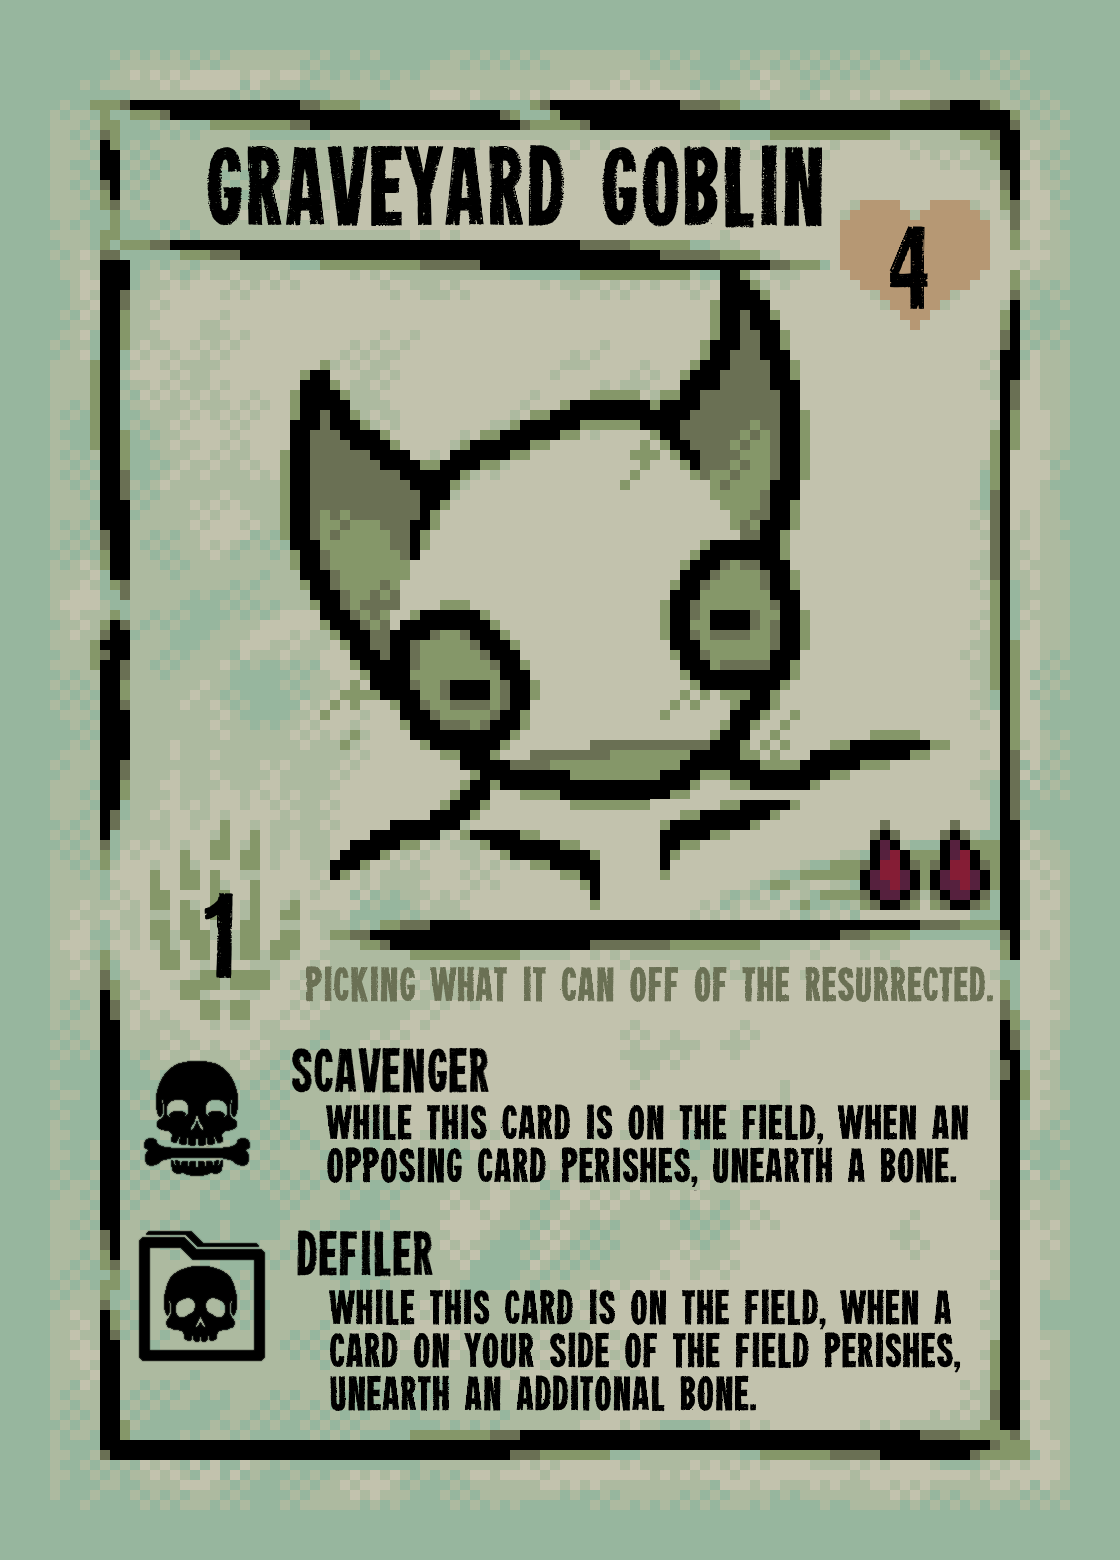 GRAVEYARD GOBLIN
4
1
PICKING WHAT IT CAN OFF OF THE RESURRECTED.
SCAVENGER
WHILE THIS CARD IS ON THE FIELD, WHEN AN
OPPOSING CARD PERISHES, UNEARTH A BONE.
DEFILER
WHILE THIS CARD IS ON THE FIELD, WHEN A
CARD ON YOUR SIDE OF THE FIELD PERISHES,
UNEARTH AN ADDITONAL BONE.